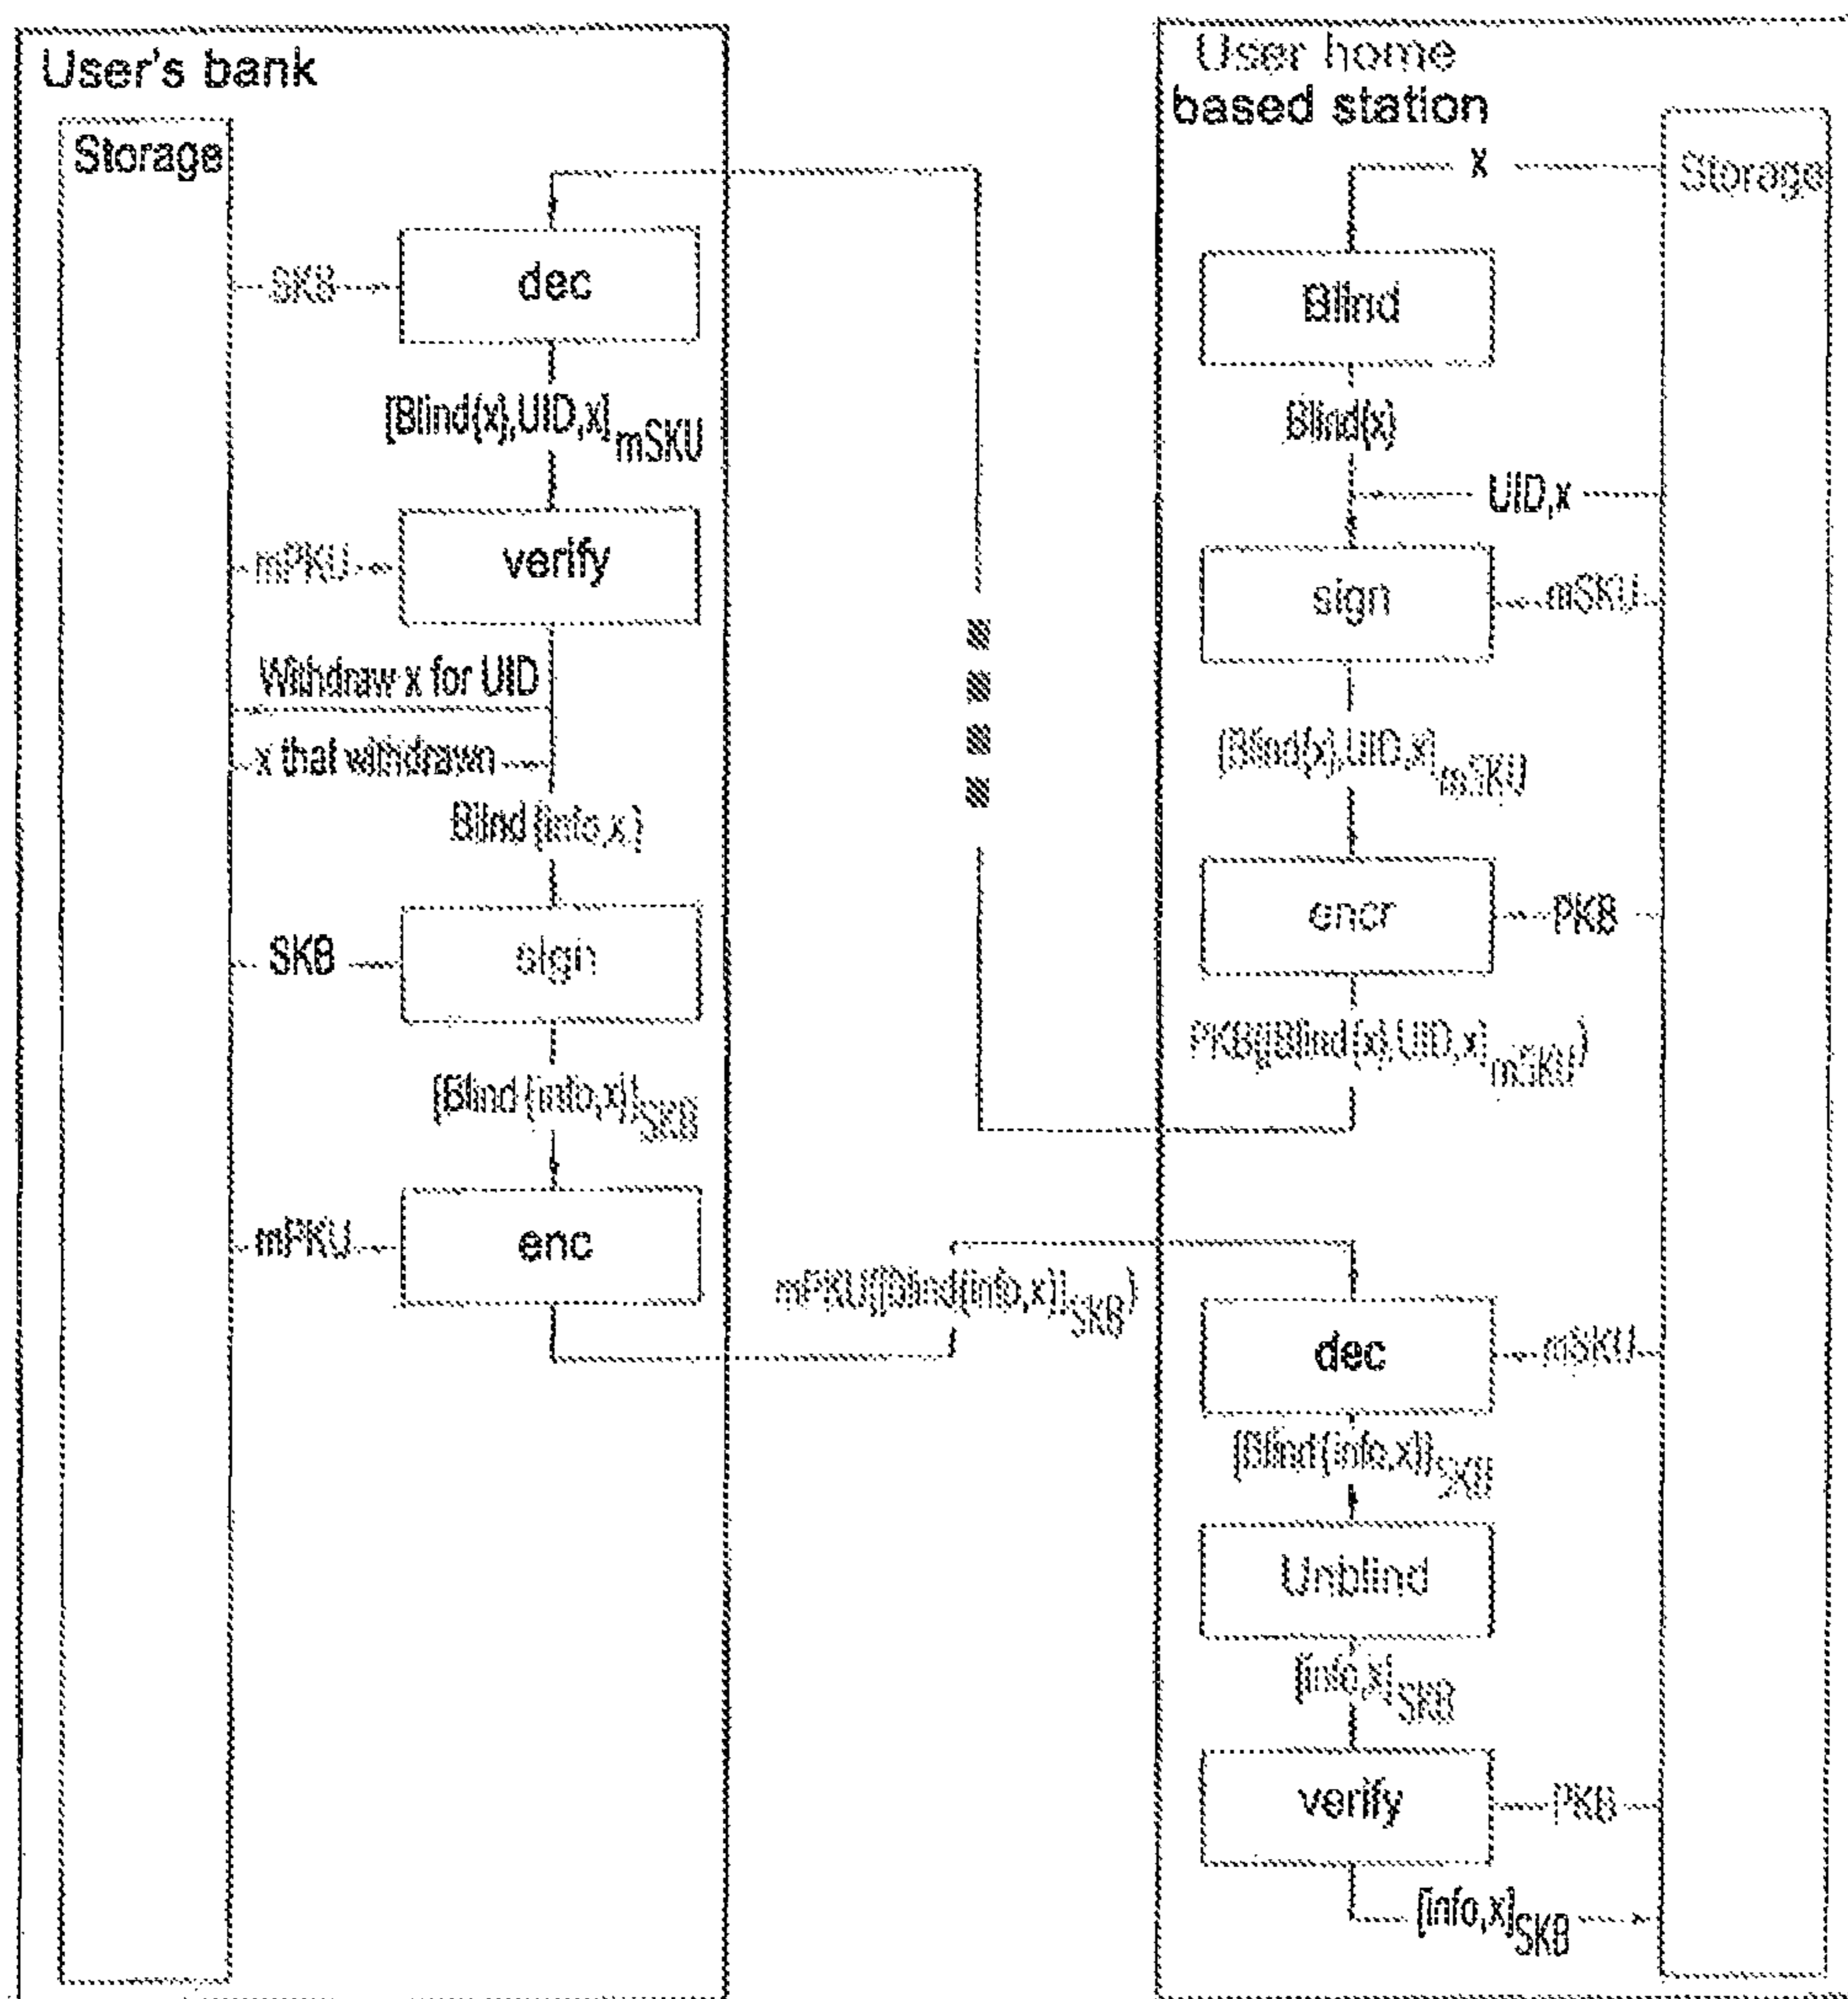 User's bank
Storage
SKB
dec
[Blind(x),UID,x]mSKU
mPKU
verify
Withdraw x for UID
x that withdrawn
Blind (info,x)
SKB
sign
[Blind (info,x)]SKB
mPKU
enc
mPKU([Blind(info,x)]SKB)
User home
based station
Storage
x
Blind
Blind(x)
UID,x
sign
mSKU
[Blind(x),UID,x]mSKU
encr
PKB
PKB([Blind(x),UID,x]mSKU)
dec
mSKU
[Blind(info,x)]
Unblind
[info,x]SKB
verify
PKB
[info,x]SKB